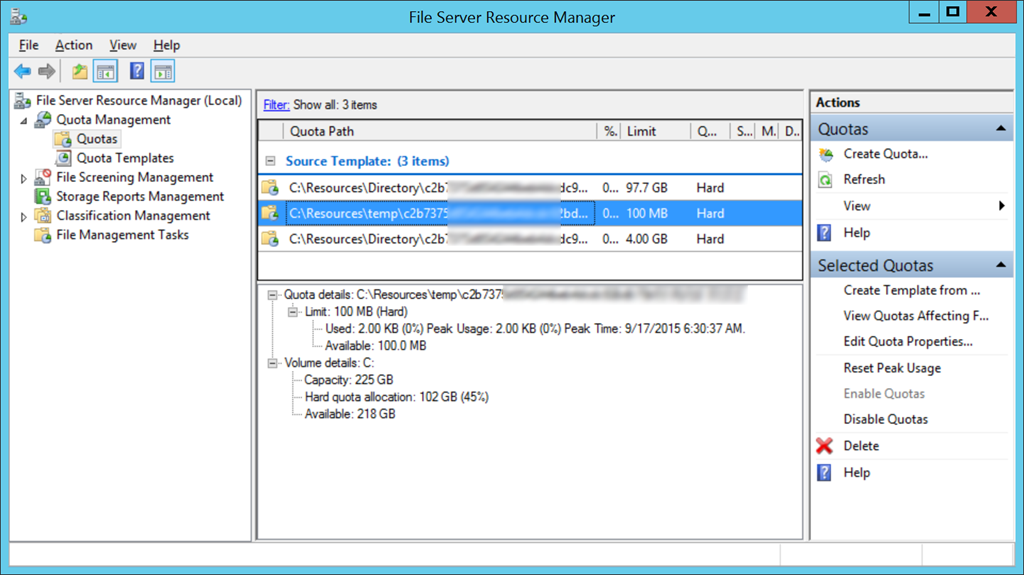 File Server Resource Manager
File Action View Help
File Server Resource Manager (Local)
Quota Management
Quotas
Quota Templates
File Screening Management
Storage Reports Management
Classification Management
File Management Tasks
Filter: Show all: 3 items
Quota Path %. Limit Q... S... M. D..
Source Template: (3 items)
C:\Resources\Directory\c2b7 dc9... 0... 97.7 GB Hard
C:\Resources\temp\c2b7375 2bd... 0... 100 MB Hard
C:\Resources\Directory\c2b7 dc9... 0... 4.00 GB Hard
Quota details: C:\Resources\temp\c2b7375
Limit: 100 MB (Hard)
Used: 2.00 KB (0%) Peak Usage: 2.00 KB (0%) Peak Time: 9/17/2015 6:30:37 AM.
Available: 100.0 MB
Volume details: C:
Capacity: 225 GB
Hard quota allocation: 102 GB (45%)
Available: 218 GB
Actions
Quotas
Create Quota...
Refresh
View
Help
Selected Quotas
Create Template from ...
View Quotas Affecting F...
Edit Quota Properties...
Reset Peak Usage
Enable Quotas
Disable Quotas
Delete
Help